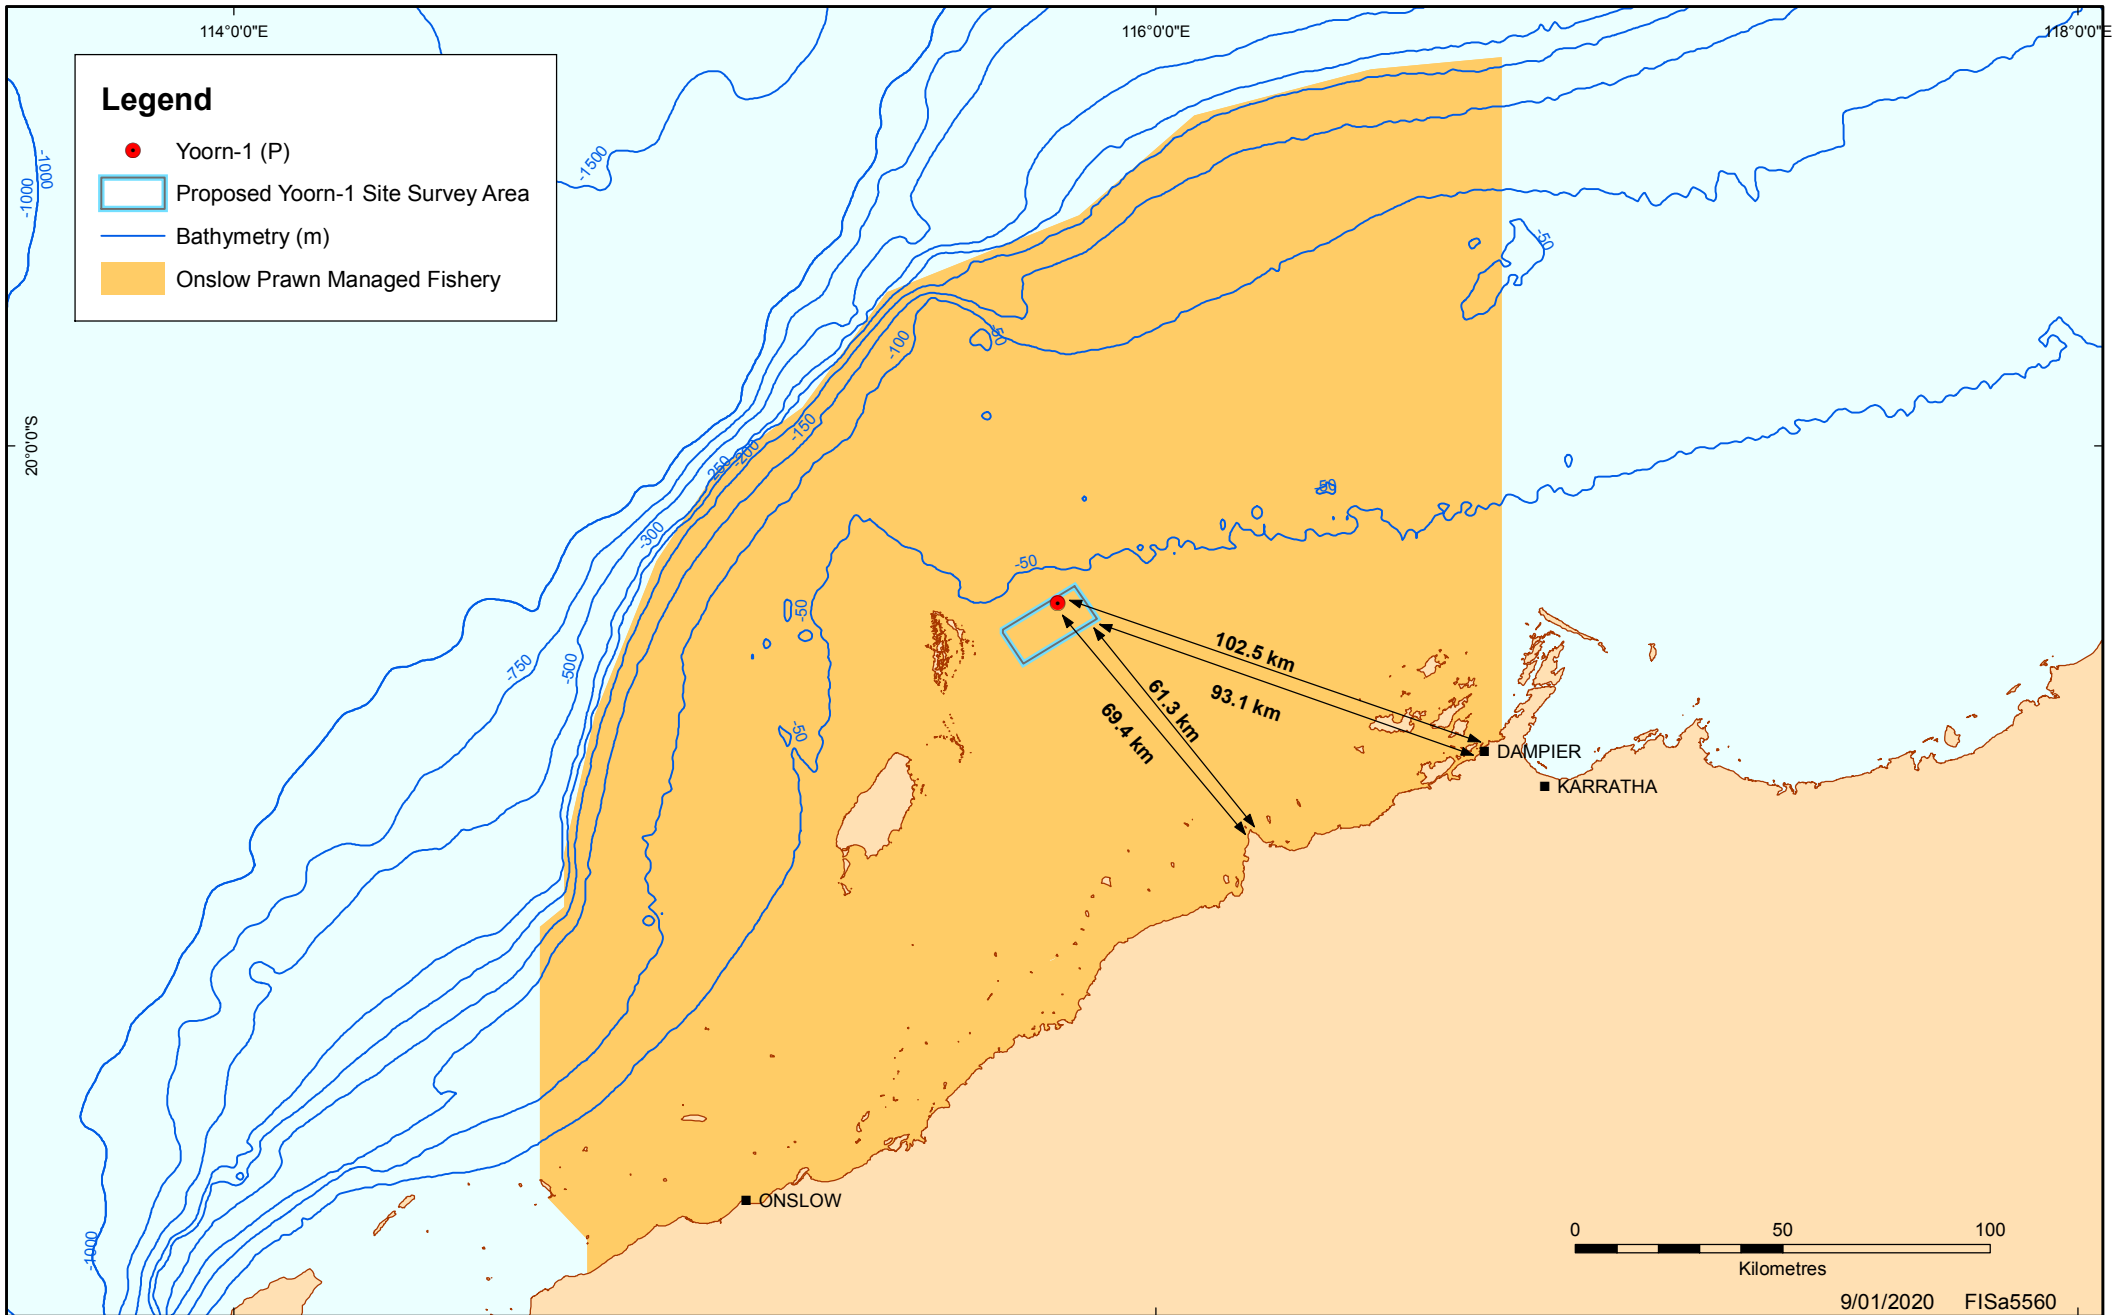 114°0'0"E
116°0'0"E
118°0'0"E
Legend
Yoorn-1 (P)
Proposed Yoorn-1 Site Survey Area
Bathymetry (m)
Onslow Prawn Managed Fishery
-1000
-1000
-1500
-50
-50
-100
-150
-200
-250
20°0'0"S
-50
-300
-50
-50
-750
-500
-50
102.5 km
93.1 km
61.3 km
69.4 km
DAMPIER
KARRATHA
ONSLOW
-1000
0 50 100
Kilometres
9/01/2020 FISa5560